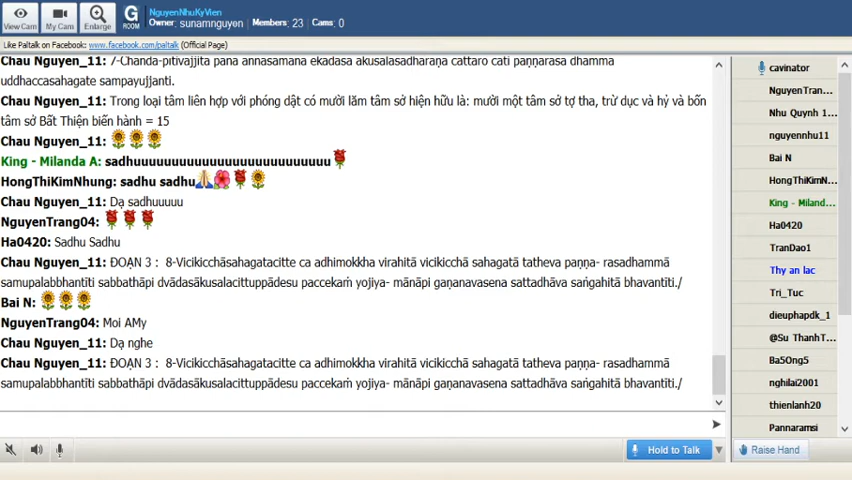 NguyenNhuKyVien
Owner: sunamnguyen Members: 23 Cams: 0
View Cam My Cam Enlarge G ROOM
Like Paltalk on Facebook: www.facebook.com/paltalk (Official Page)
Chau Nguyen_11: 7-Chanda-pitivajjita pana annasamana ekadasa akusalasadharaṇa cattaro cati paṇṇarasa dhamma
uddhaccasahagate sampayujjanti.
Chau Nguyen_11: Trong loại tâm liên hợp với phóng dật có mười lăm tâm sở hiện hữu là: mười một tâm sở tợ tha, trừ dục và hỷ và bốn
tâm sở Bất Thiện biến hành = 15
Chau Nguyen_11: 🌻🌻🌻
King - Milanda A: sadhuuuuuuuuuuuuuuuuuuuuuuuuuu🌹
HongThiKimNhung: sadhu sadhu🙏🌺🌹🌻
Chau Nguyen_11: Dạ sadhuuuuu
NguyenTrang04: 🌹🌹🌹
Ha0420: Sadhu Sadhu
Chau Nguyen_11: ĐOẠN 3 : 8-Vicikicchāsahagatacitte ca adhimokkha virahitā vicikicchā sahagatā tatheva paṇṇa- rasadhammā
samupalabbhantīti sabbathāpi dvādasākusalacittuppādesu paccekaṁ yojiya- mānāpi gaṇanavasena sattadhāva saṅgahitā bhavantīti./
Bai N: 🌻🌻🌻
NguyenTrang04: Moi AMy
Chau Nguyen_11: Dạ nghe
Chau Nguyen_11: ĐOẠN 3 : 8-Vicikicchāsahagatacitte ca adhimokkha virahitā vicikicchā sahagatā tatheva paṇṇa- rasadhammā
samupalabbhantīti sabbathāpi dvādasākusalacittuppādesu paccekaṁ yojiya- mānāpi gaṇanavasena sattadhāva saṅgahitā bhavantīti./
Hold to Talk
cavinator
NguyenTran...
Nhu Quynh 1...
nguyennhu11
Bai N
HongThiKimN...
King - Miland...
Ha0420
TranDao1
Thy an lac
Tri_Tuc
dieuphapdk_1
@Su ThanhT...
Ba5Ong5
nghilai2001
thienlanh20
Pannaramsi
Raise Hand